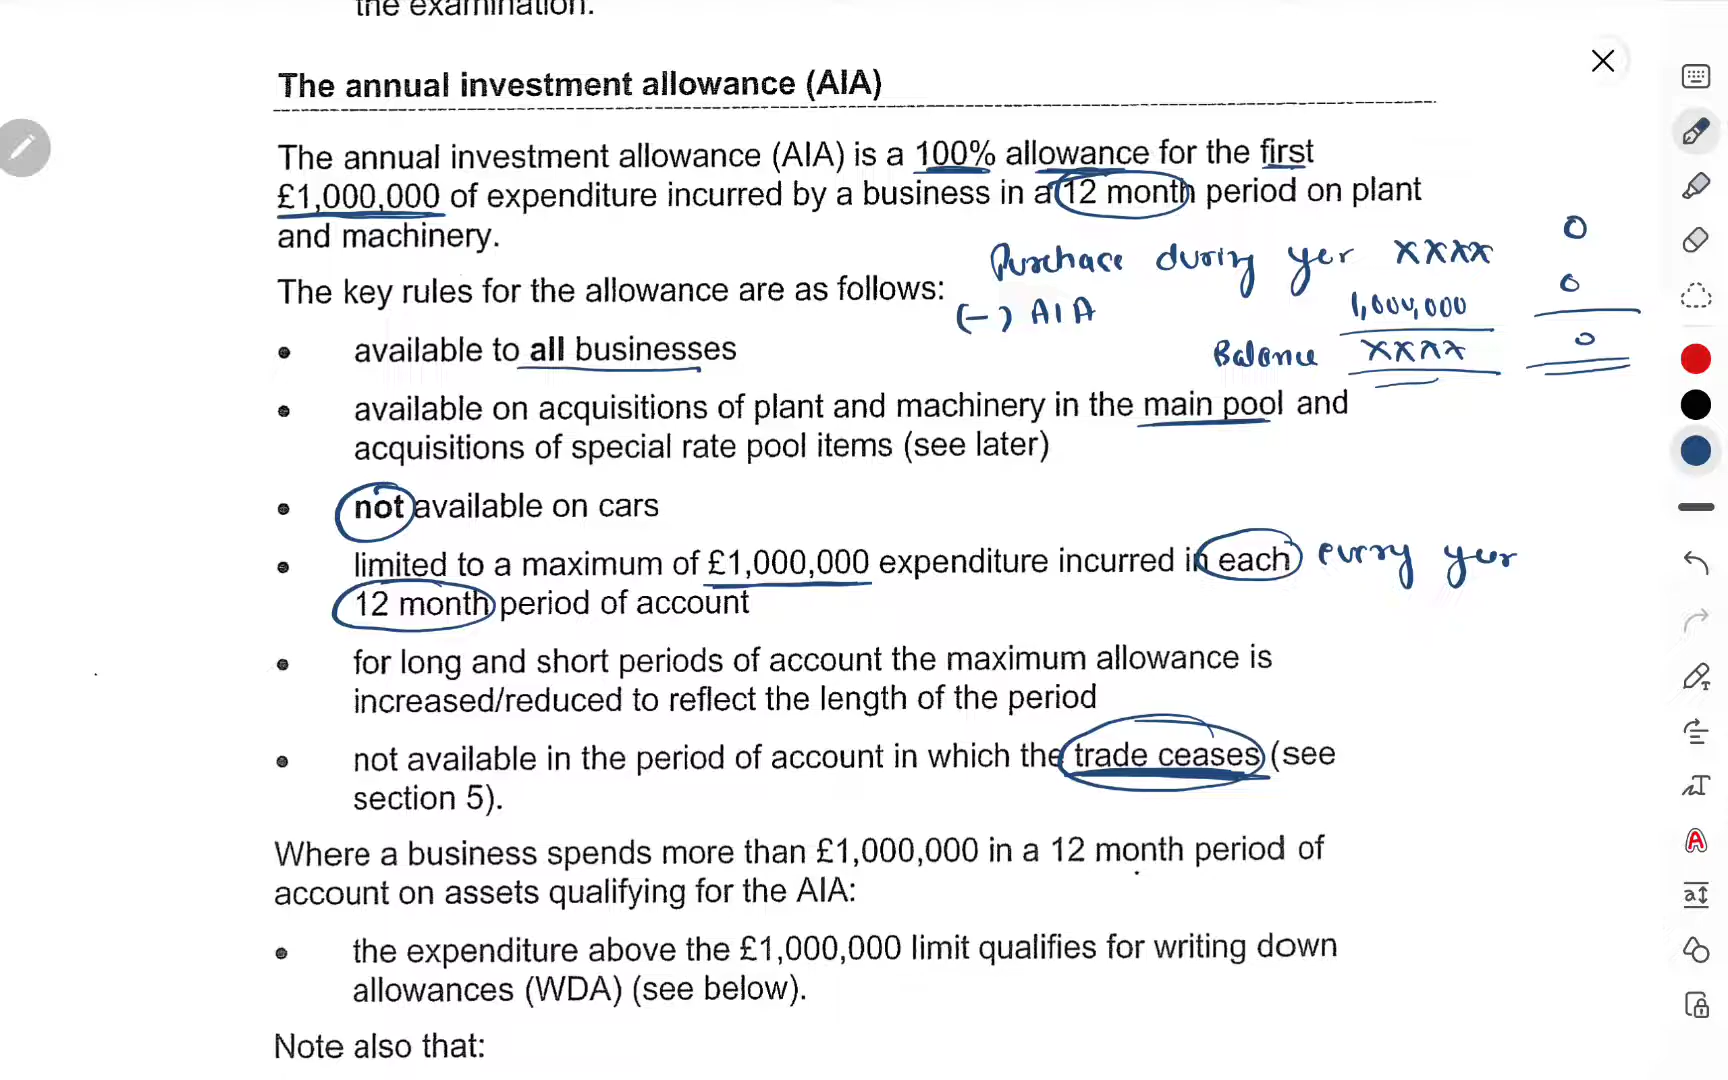 the examination.
The annual investment allowance (AIA)
The annual investment allowance (AIA) is a 100% allowance for the first
£1,000,000 of expenditure incurred by a business in a 12 month period on plant
and machinery.
Purchase during yer xxxx 0
The key rules for the allowance are as follows:
(-) AIA 1,000,000 0
Balance xxxx 0
• available to all businesses
• available on acquisitions of plant and machinery in the main pool and
acquisitions of special rate pool items (see later)
• not available on cars
• limited to a maximum of £1,000,000 expenditure incurred in each every year
12 month period of account
• for long and short periods of account the maximum allowance is
increased/reduced to reflect the length of the period
• not available in the period of account in which the trade ceases (see
section 5).
Where a business spends more than £1,000,000 in a 12 month period of
account on assets qualifying for the AIA:
• the expenditure above the £1,000,000 limit qualifies for writing down
allowances (WDA) (see below).
Note also that: